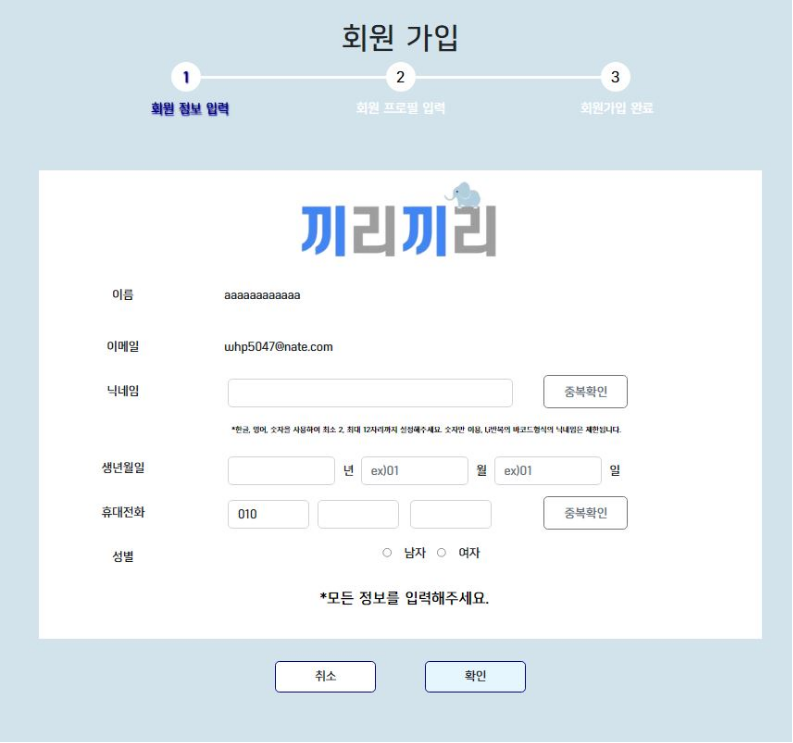 회원 가입
1 2 3
회원 정보 입력 회원 프로필 입력 회원가입 완료
끼리끼리
이름 aaaaaaaaaaaa
이메일 whp5047@nate.com
닉네임 중복확인
*한글, 영어, 숫자를 사용하여 최소 2, 최대 12자리까지 설정해주세요. 숫자만 이용, 바코드형식의 닉네임은 제한됩니다.
생년월일 년 ex)01 월 ex)01 일
휴대전화 010 중복확인
성별 남자 여자
*모든 정보를 입력해주세요.
취소 확인